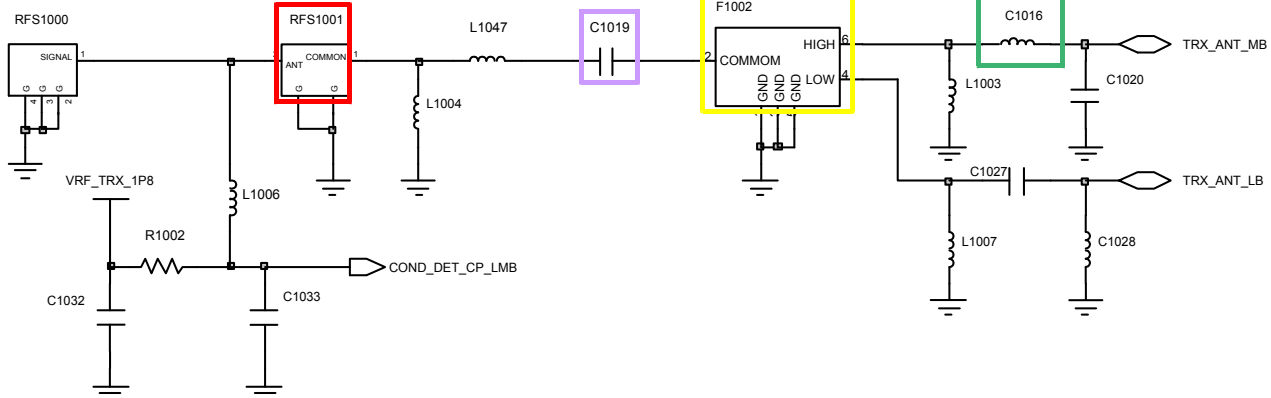 RFS1000
RFS1001
L1047
C1019
F1002
C1016
SIGNAL 1
G G G
4 3 2
ANT COMMON 1
G G
L1004
2 COMMOM
HIGH 6
LOW 4
GND GND GND
L1003
TRX_ANT_MB
C1020
VRF_TRX_1P8
L1006
C1027
TRX_ANT_LB
R1002
L1007
C1028
COND_DET_CP_LMB
C1032
C1033